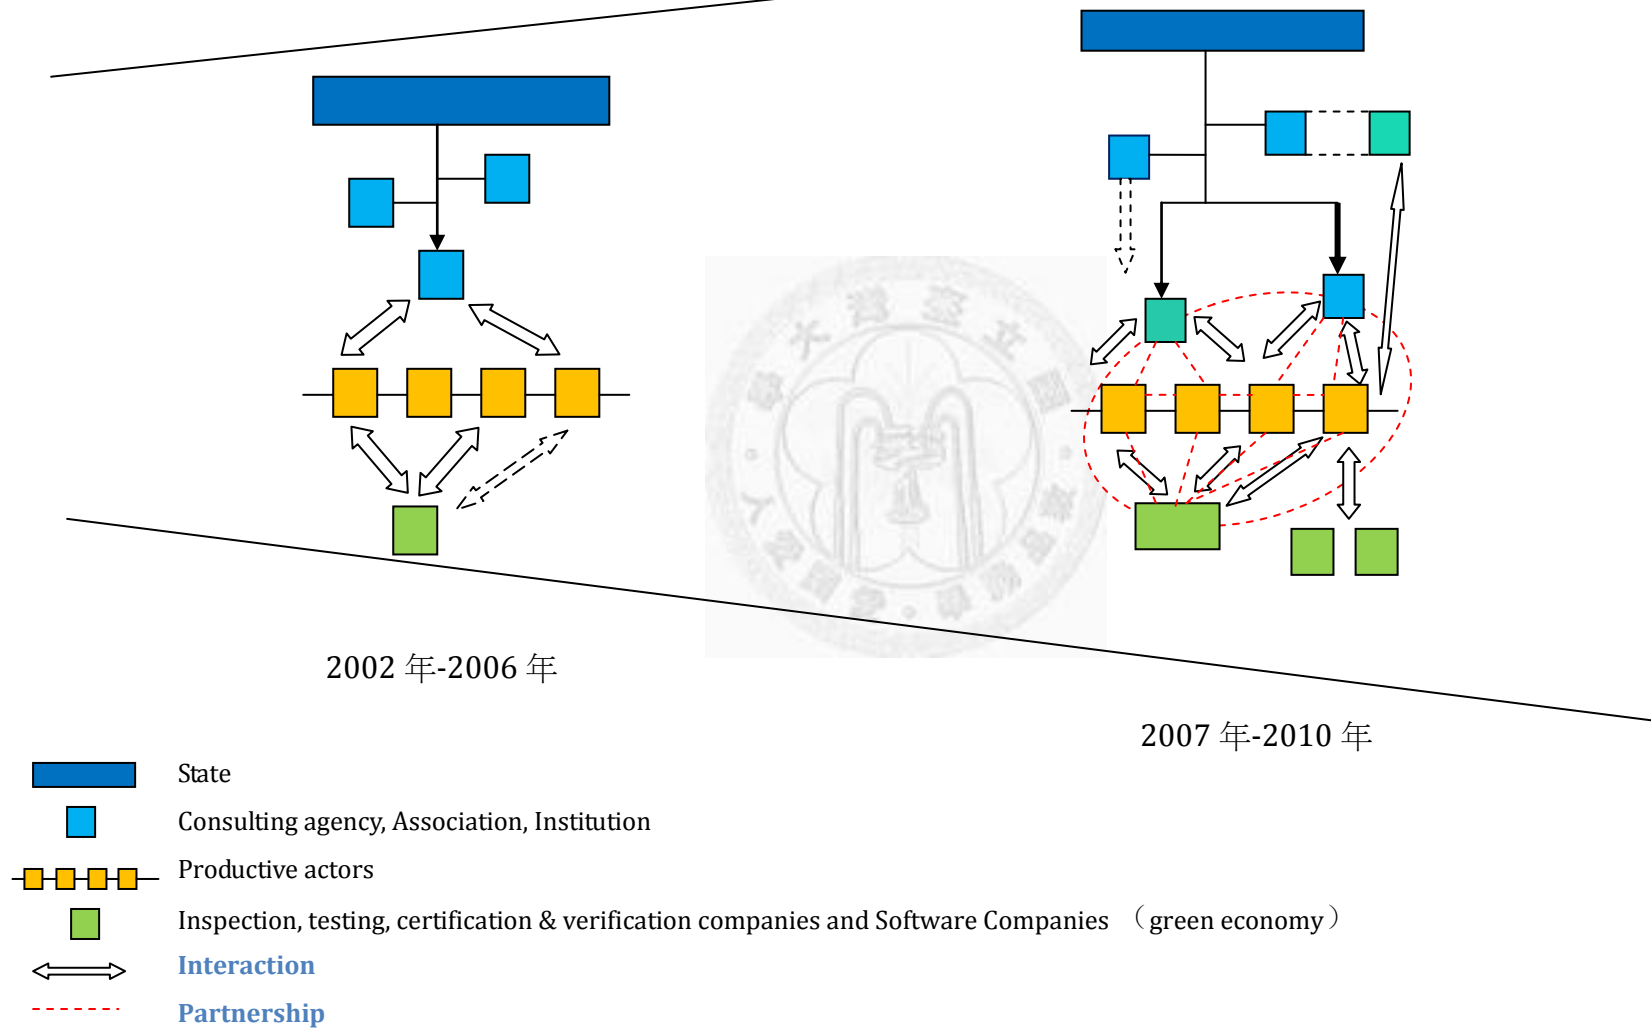 2002 年-2006 年
2007 年-2010 年
State
Consulting agency, Association, Institution
Productive actors
Inspection, testing, certification & verification companies and Software Companies （green economy）
Interaction
Partnership